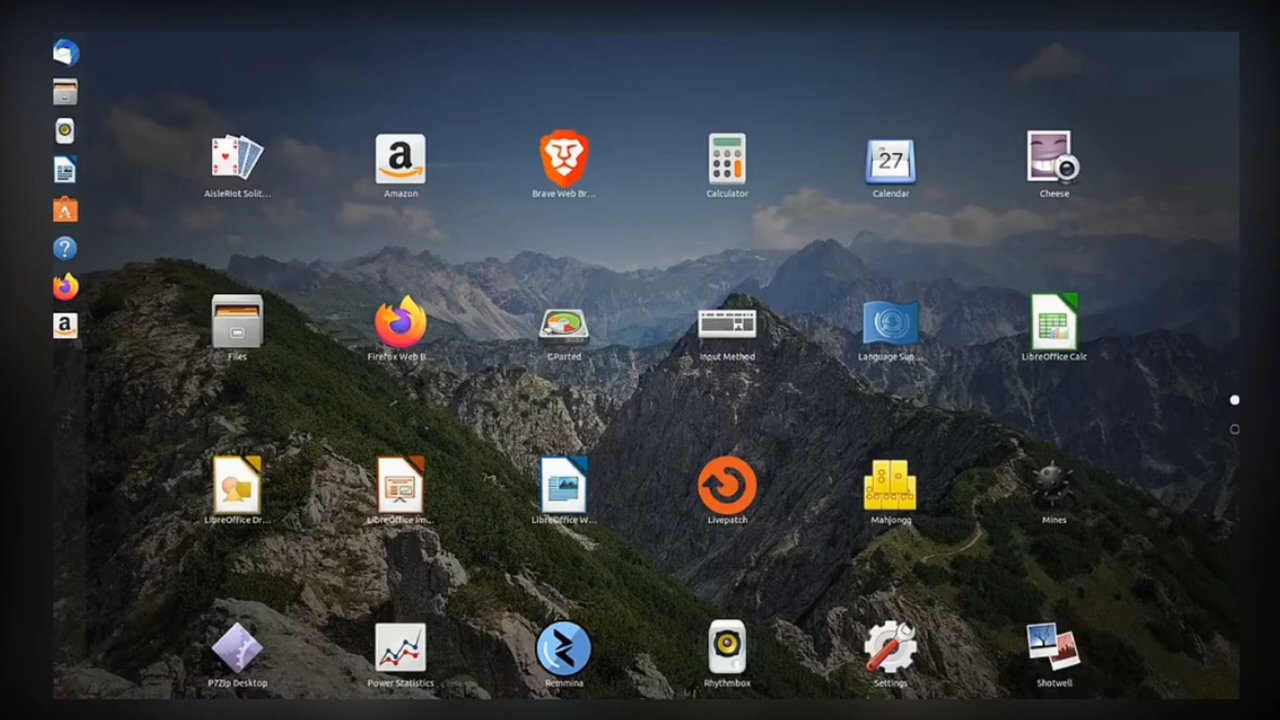 AisleRiot Solit...
Amazon
Brave Web Br...
Calculator
27
Calendar
Cheese
Files
Firefox Web B...
GParted
Input Method
Language Sup...
LibreOffice Calc
LibreOffice Dr...
LibreOffice Im...
LibreOffice W...
Livepatch
Mahjongg
Mines
P7Zip Desktop
Power Statistics
Remmina
Rhythmbox
Settings
Shotwell